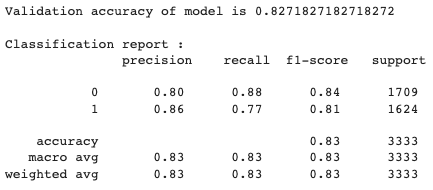 Validation accuracy of model is 0.8271827182718272
Classification report :
precision recall f1-score support
0 0.80 0.88 0.84 1709
1 0.86 0.77 0.81 1624
accuracy 0.83 3333
macro avg 0.83 0.83 0.83 3333
weighted avg 0.83 0.83 0.83 3333